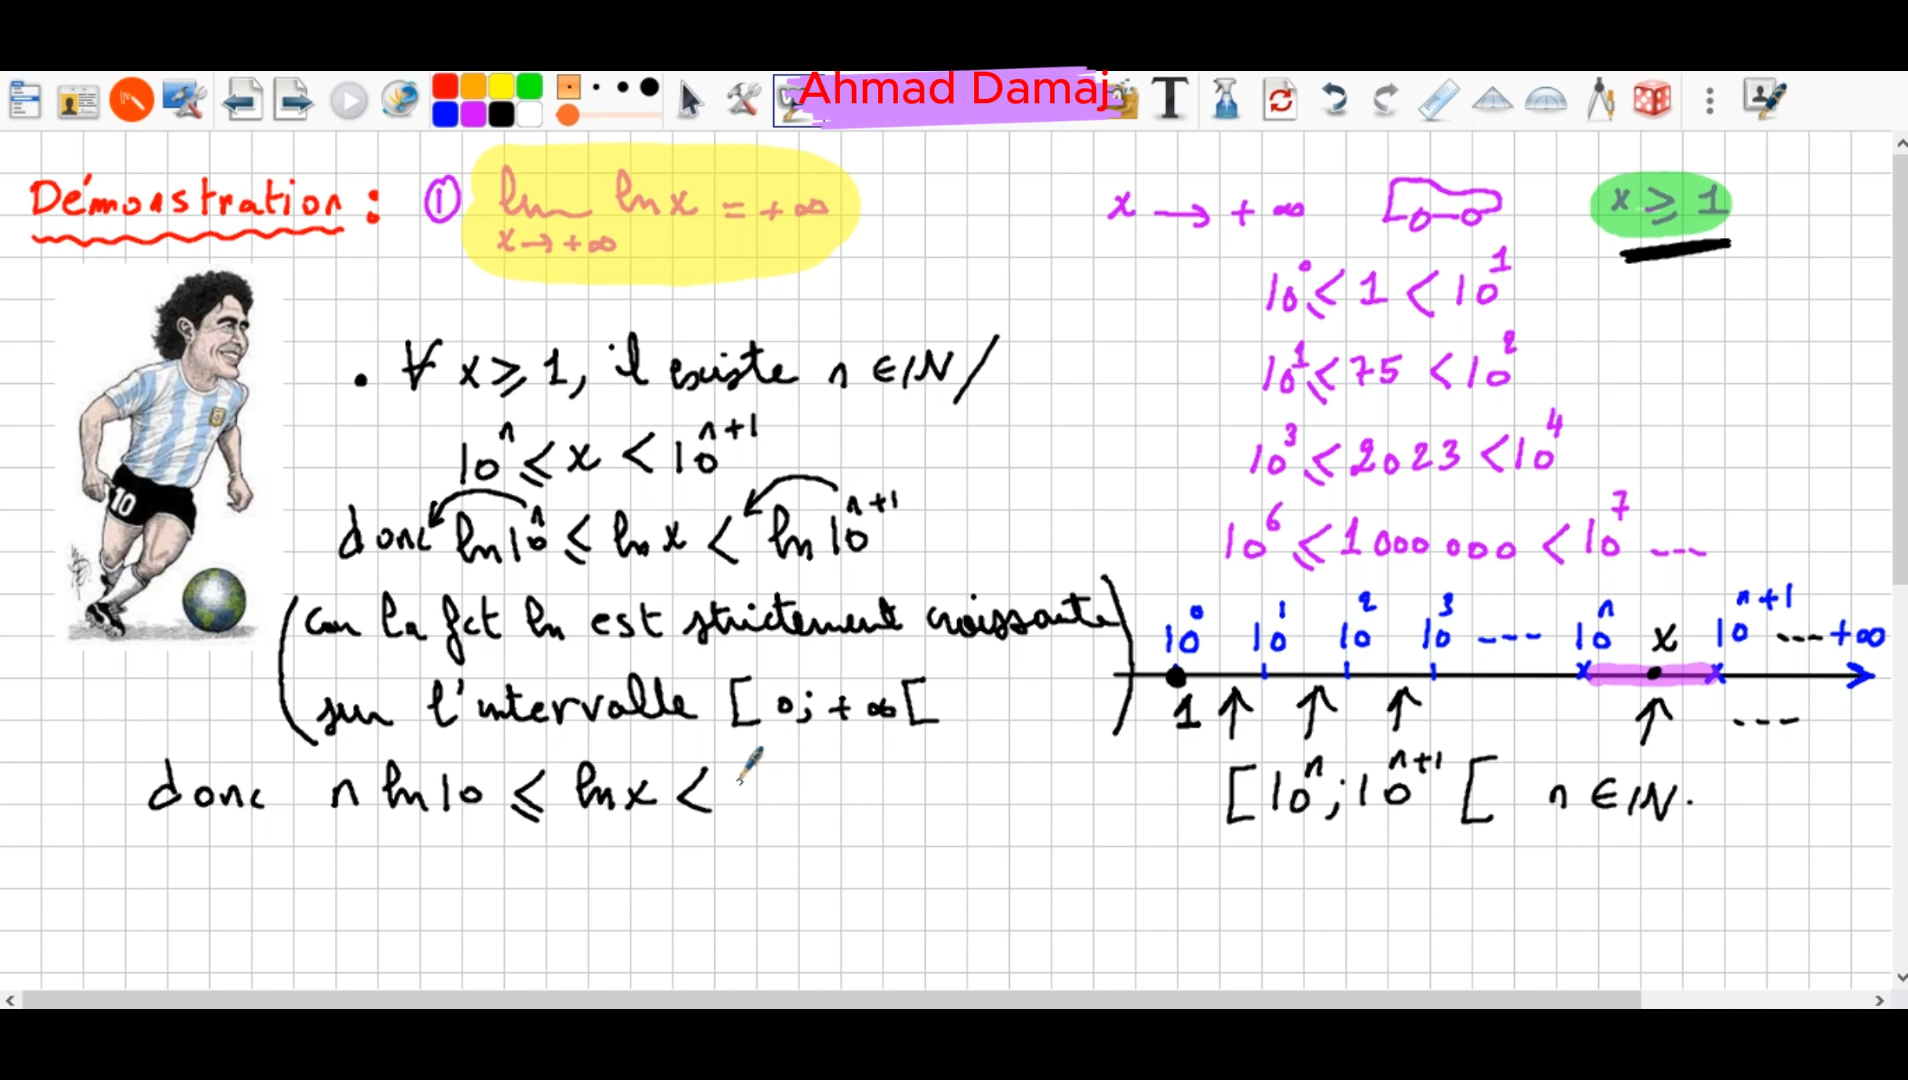 Ahmad Damaj
Démonstration : ① lim ln x = +∞
x → +∞
• ∀ x ⩾ 1, il existe n ∈ ℕ /
10ⁿ ⩽ x < 10ⁿ⁺¹
donc ln 10ⁿ ⩽ ln x < ln 10ⁿ⁺¹
(car la fct ln est strictement croissante
sur l'intervalle [0; +∞[)
donc n ln 10 ⩽ ln x <
x → +∞
x ⩾ 1
10⁰ ⩽ 1 < 10¹
10¹ ⩽ 75 < 10²
10³ ⩽ 2023 < 10⁴
10⁶ ⩽ 1 000 000 < 10⁷ ---
10⁰ 10¹ 10² 10³ ---- 10ⁿ x 10ⁿ⁺¹ --- +∞
1 ↑ ↑ ↑ ↑ ---
[10ⁿ; 10ⁿ⁺¹[ n ∈ ℕ.
10